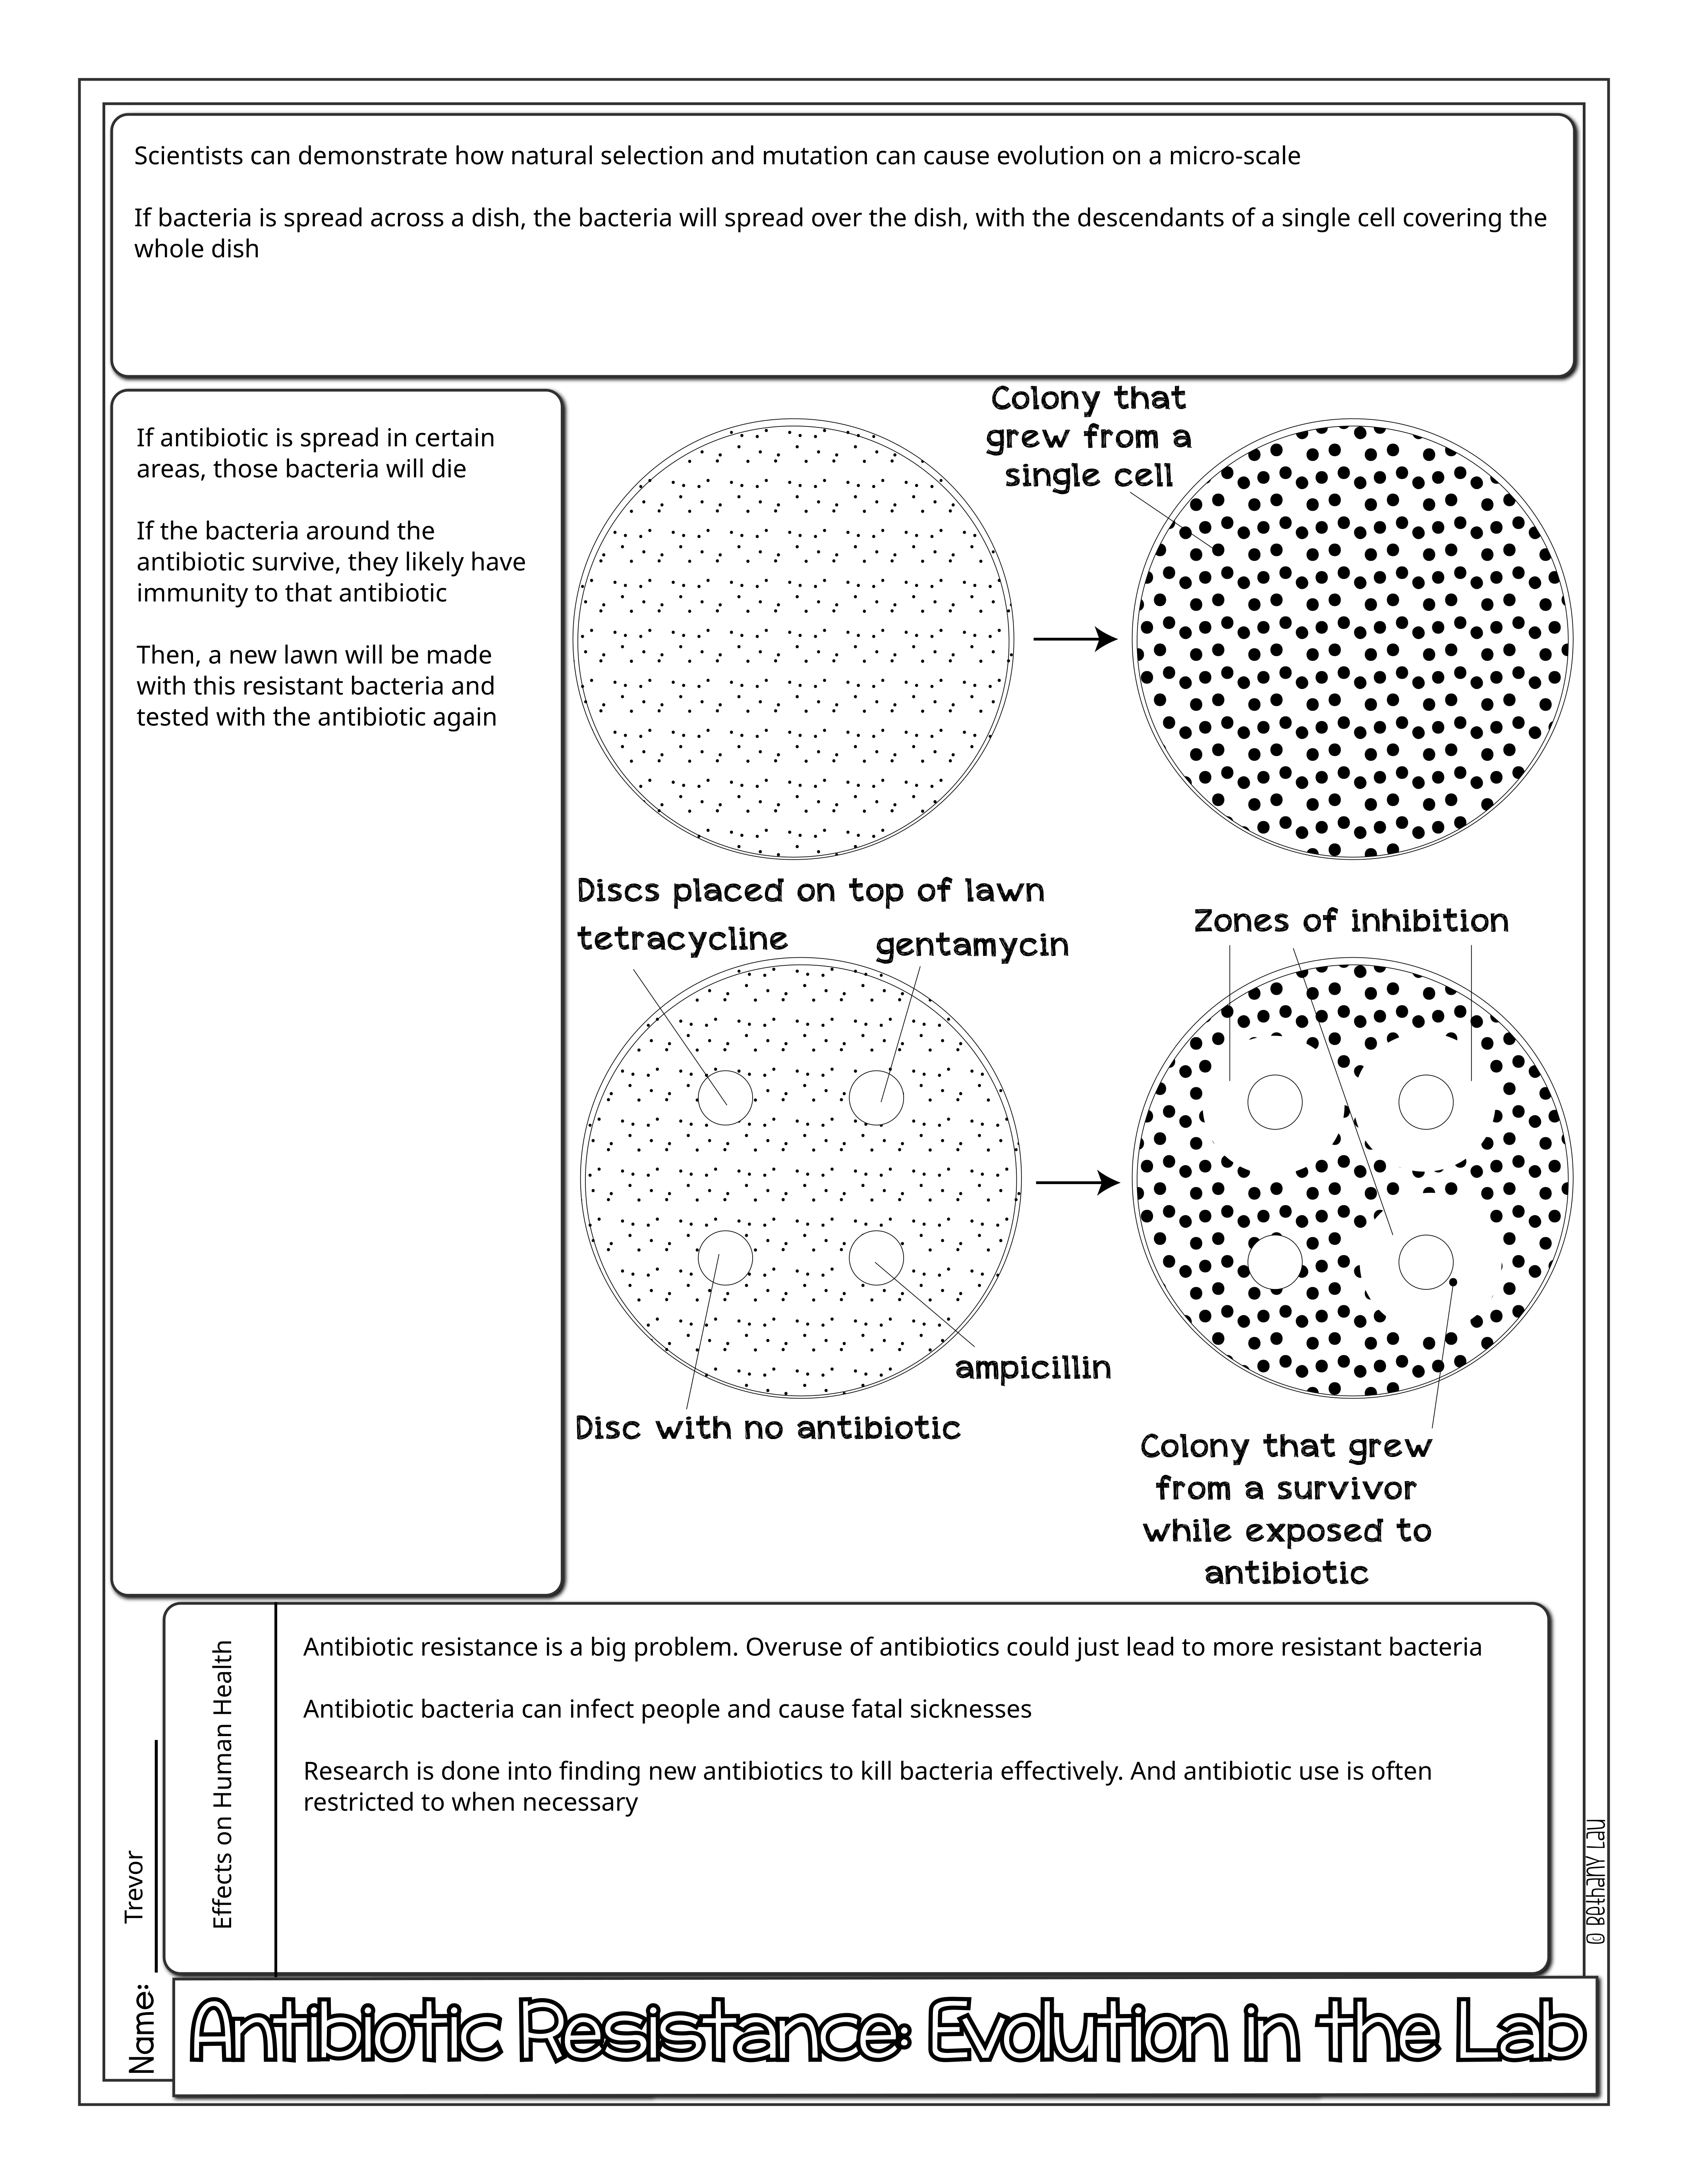 Scientists can demonstrate how natural selection and mutation can cause evolution on a micro-scale
If bacteria is spread across a dish, the bacteria will spread over the dish, with the descendants of a single cell covering the
whole dish
If antibiotic is spread in certain
areas, those bacteria will die
If the bacteria around the
antibiotic survive, they likely have
immunity to that antibiotic
Then, a new lawn will be made
with this resistant bacteria and
tested with the antibiotic again
Colony that
grew from a
single cell
Discs placed on top of lawn
tetracycline
gentamycin
Zones of inhibition
ampicillin
Disc with no antibiotic
Colony that grew
from a survivor
while exposed to
antibiotic
Effects on Human Health
Antibiotic resistance is a big problem. Overuse of antibiotics could just lead to more resistant bacteria
Antibiotic bacteria can infect people and cause fatal sicknesses
Research is done into finding new antibiotics to kill bacteria effectively. And antibiotic use is often
restricted to when necessary
Name: Trevor
© Bethany Lau
Antibiotic Resistance: Evolution in the Lab